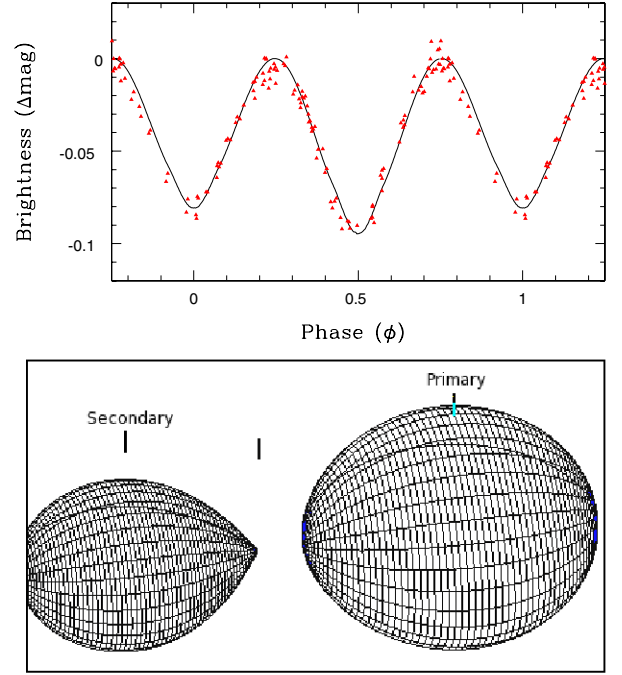 Brightness (Δmag)
0
-0.05
-0.1
0 0.5 1
Phase (ϕ)
Primary
Secondary